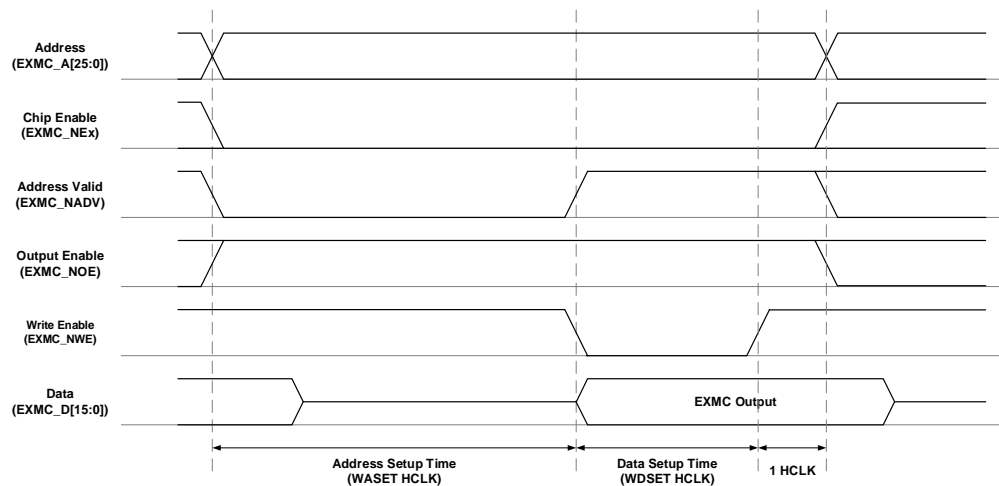 Address
(EXMC_A[25:0])
Chip Enable
(EXMC_NEx)
Address Valid
(EXMC_NADV)
Output Enable
(EXMC_NOE)
Write Enable
(EXMC_NWE)
Data
(EXMC_D[15:0])
EXMC Output
Address Setup Time
(WASET HCLK)
Data Setup Time
(WDSET HCLK)
1 HCLK